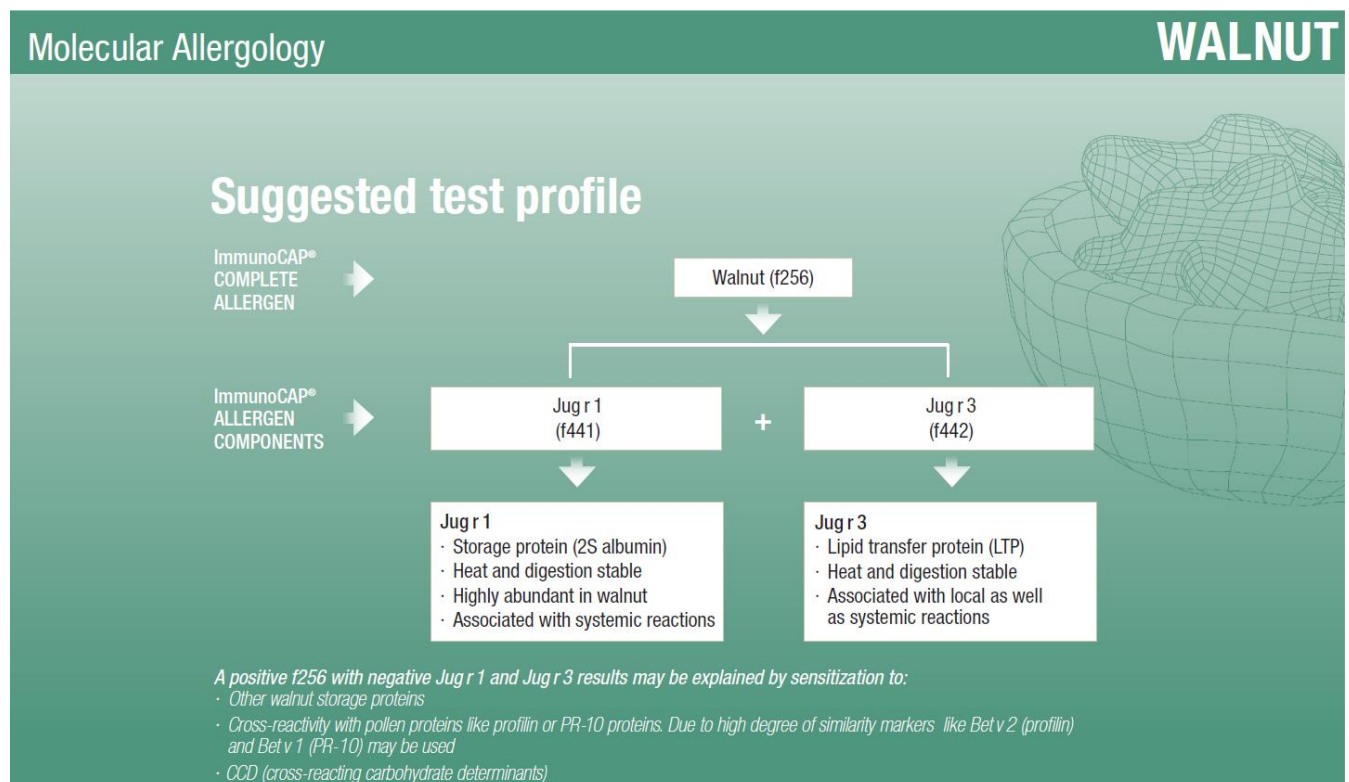 Molecular Allergology
WALNUT
Suggested test profile
ImmunoCAP®
COMPLETE
ALLERGEN
Walnut (f256)
ImmunoCAP®
ALLERGEN
COMPONENTS
Jug r 1
(f441)
+
Jug r 3
(f442)
Jug r 1
· Storage protein (2S albumin)
· Heat and digestion stable
· Highly abundant in walnut
· Associated with systemic reactions
Jug r 3
· Lipid transfer protein (LTP)
· Heat and digestion stable
· Associated with local as well
as systemic reactions
A positive f256 with negative Jug r 1 and Jug r 3 results may be explained by sensitization to:
· Other walnut storage proteins
· Cross-reactivity with pollen proteins like profilin or PR-10 proteins. Due to high degree of similarity markers like Bet v 2 (profilin)
and Bet v 1 (PR-10) may be used
· CCD (cross-reacting carbohydrate determinants)